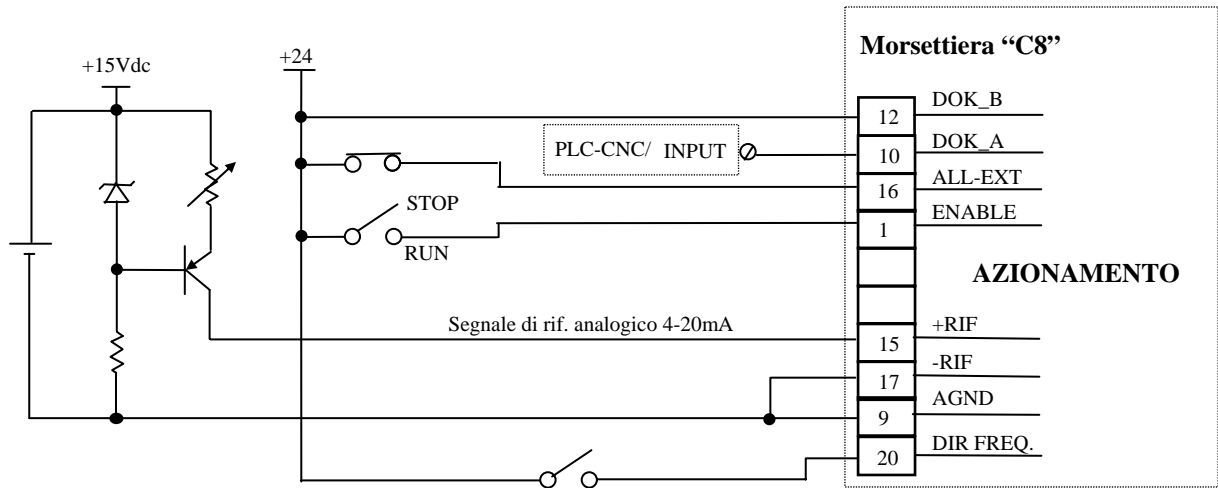 +15Vdc
+24
Morsettiera “C8”
12 DOK_B
PLC-CNC/ INPUT
10 DOK_A
16 ALL-EXT
STOP
RUN
1 ENABLE
AZIONAMENTO
Segnale di rif. analogico 4-20mA
15 +RIF
17 -RIF
9 AGND
20 DIR FREQ.